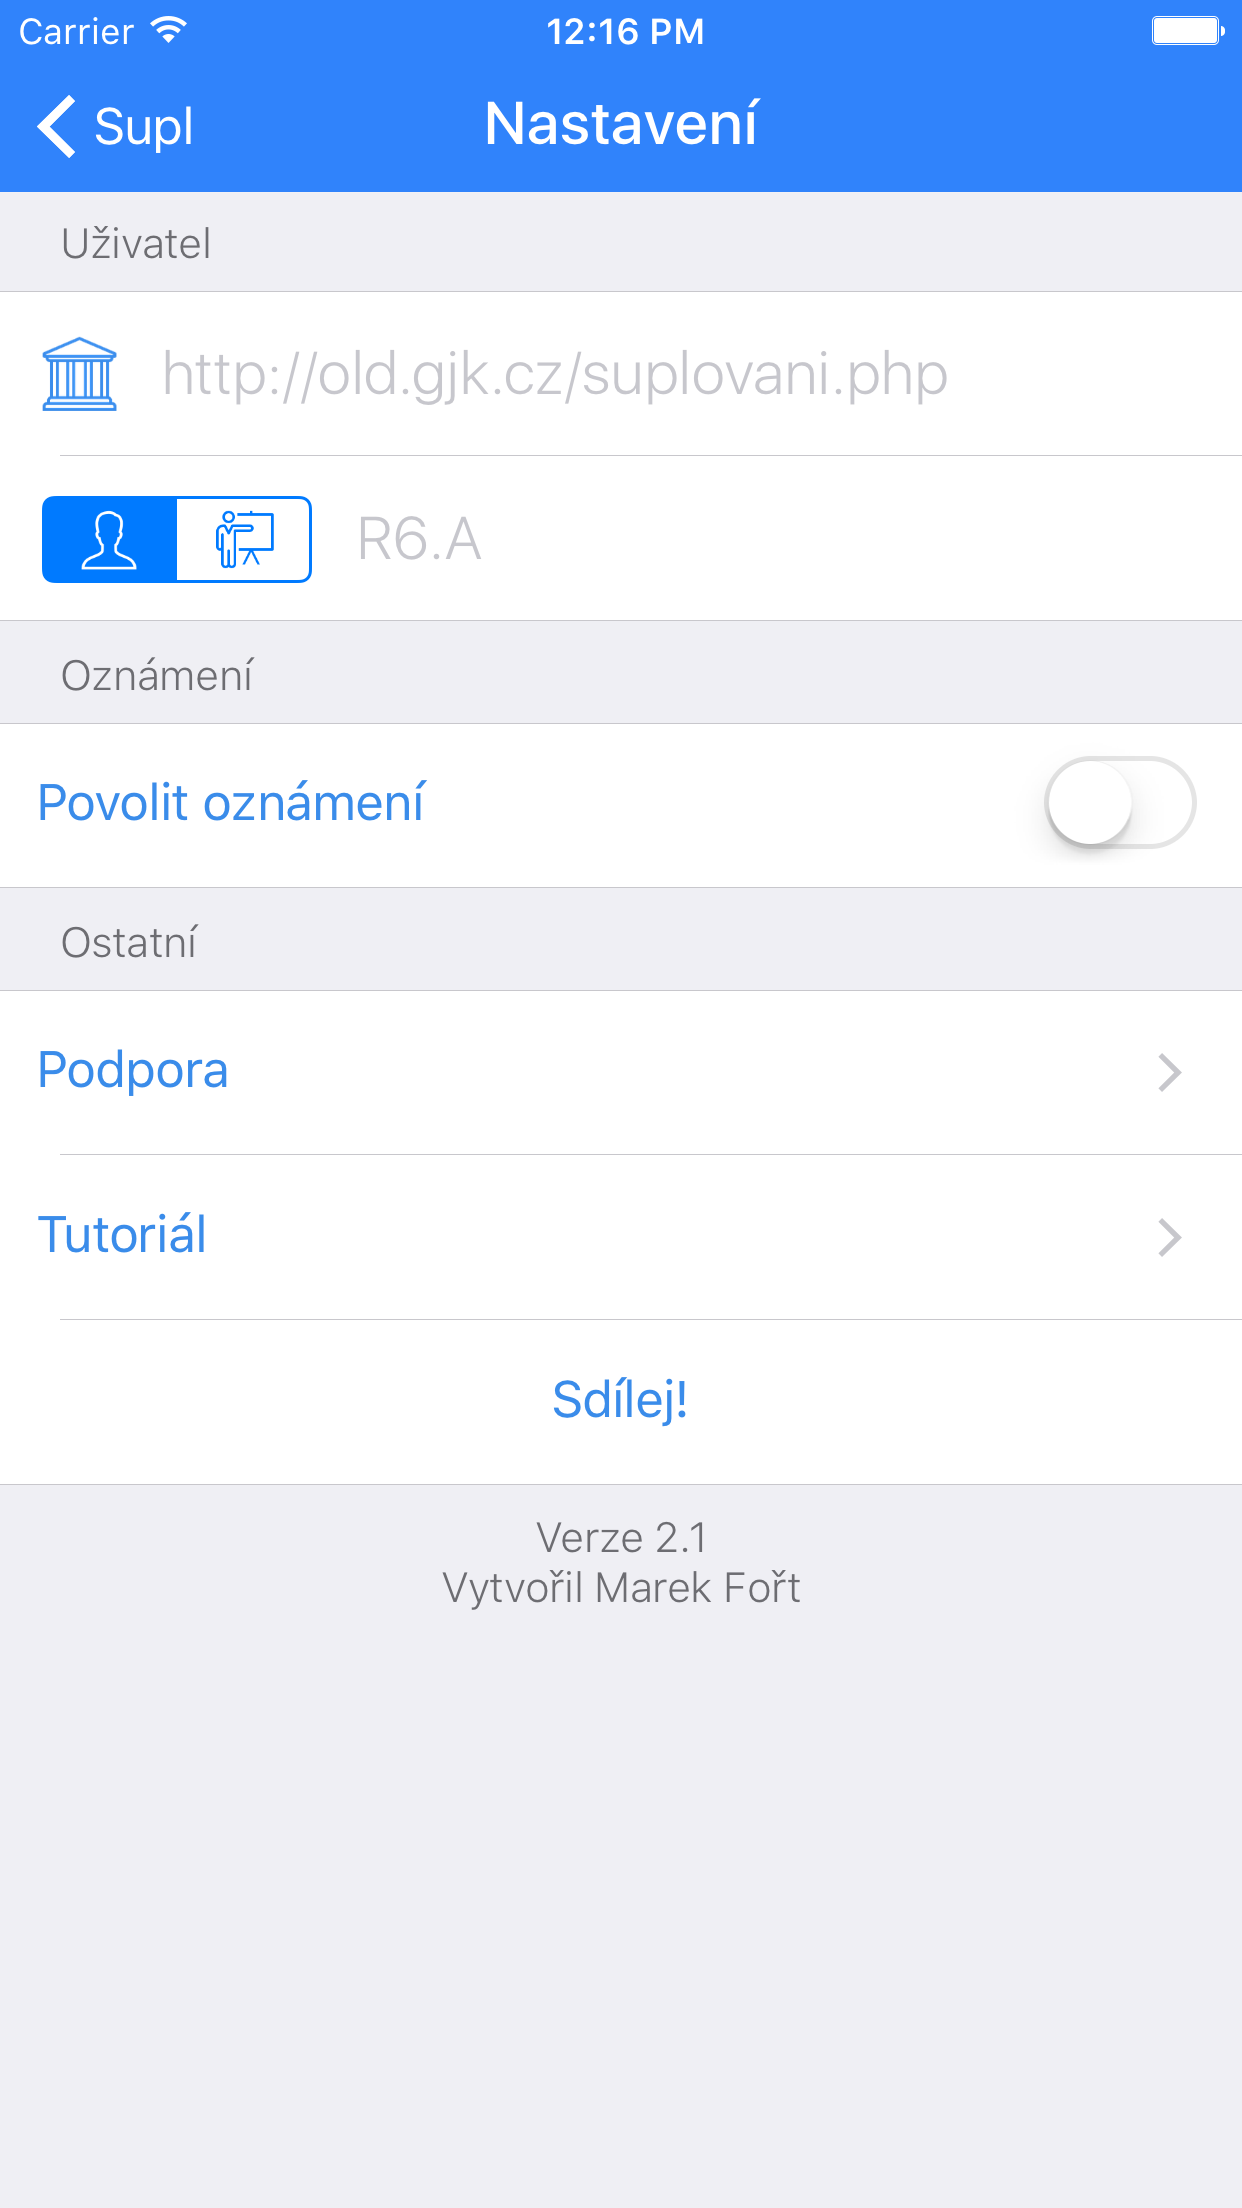 Carrier 12:16 PM
Supl Nastavení
Uživatel
http://old.gjk.cz/suplovani.php
R6.A
Oznámení
Povolit oznámení
Ostatní
Podpora
Tutoriál
Sdílej!
Verze 2.1
Vytvořil Marek Fořt